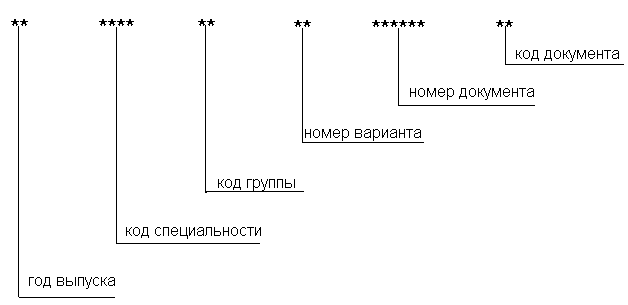 ** **** ** ** ****** **
код документа
номер документа
номер варианта
код группы
код специальности
год выпуска